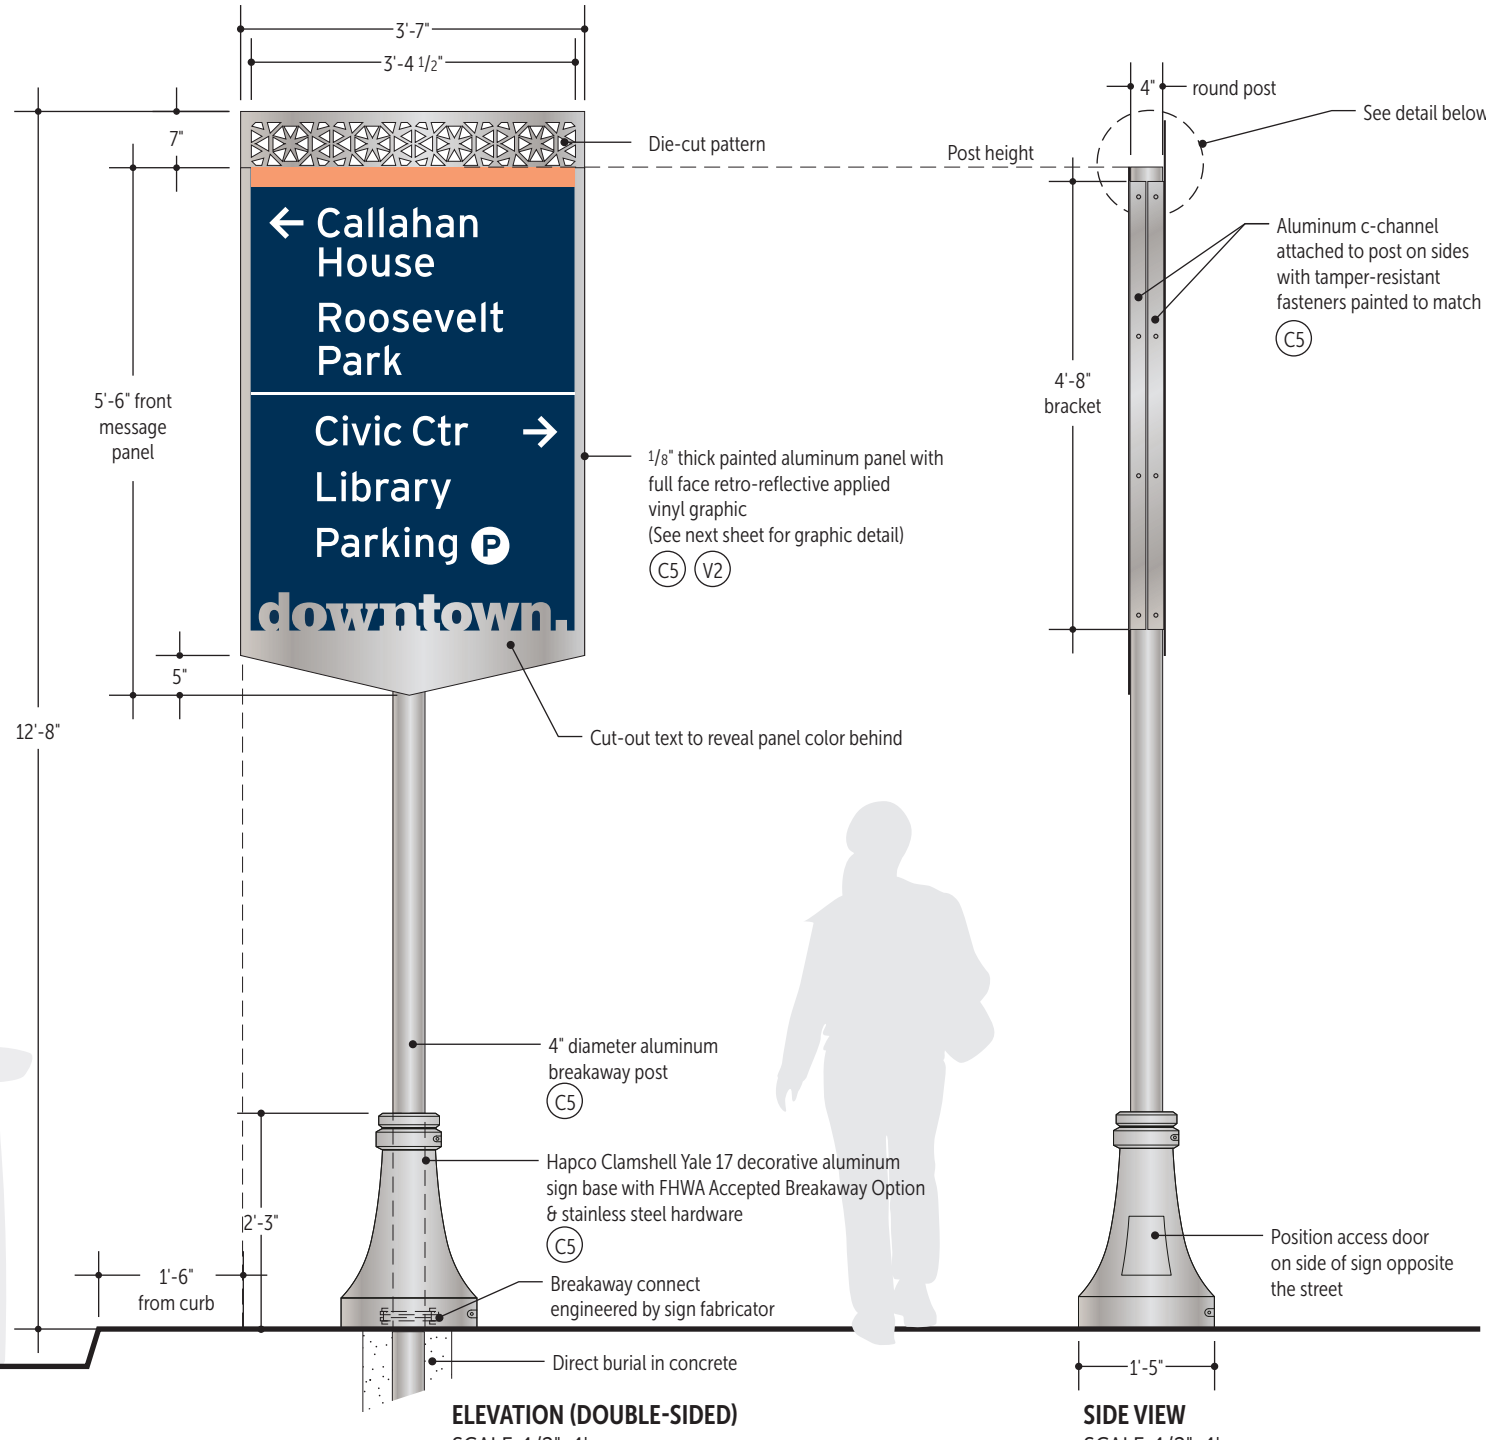 3'-7"
3'-4 1/2"
7"
Die-cut pattern
← Callahan
House
Roosevelt
Park
Civic Ctr →
Library
Parking P
downtown.
5'-6" front
message
panel
5"
12'-8"
1/8" thick painted aluminum panel with
full face retro-reflective applied
vinyl graphic
(See next sheet for graphic detail)
C5 V2
Cut-out text to reveal panel color behind
4" diameter aluminum
breakaway post
C5
2'-3"
Hapco Clamshell Yale 17 decorative aluminum
sign base with FHWA Accepted Breakaway Option
& stainless steel hardware
C5
1'-6"
from curb
Breakaway connect
engineered by sign fabricator
Direct burial in concrete
ELEVATION (DOUBLE-SIDED)
4" round post
See detail below
Post height
Aluminum c-channel
attached to post on sides
with tamper-resistant
fasteners painted to match
C5
4'-8"
bracket
Position access door
on side of sign opposite
the street
1'-5"
SIDE VIEW